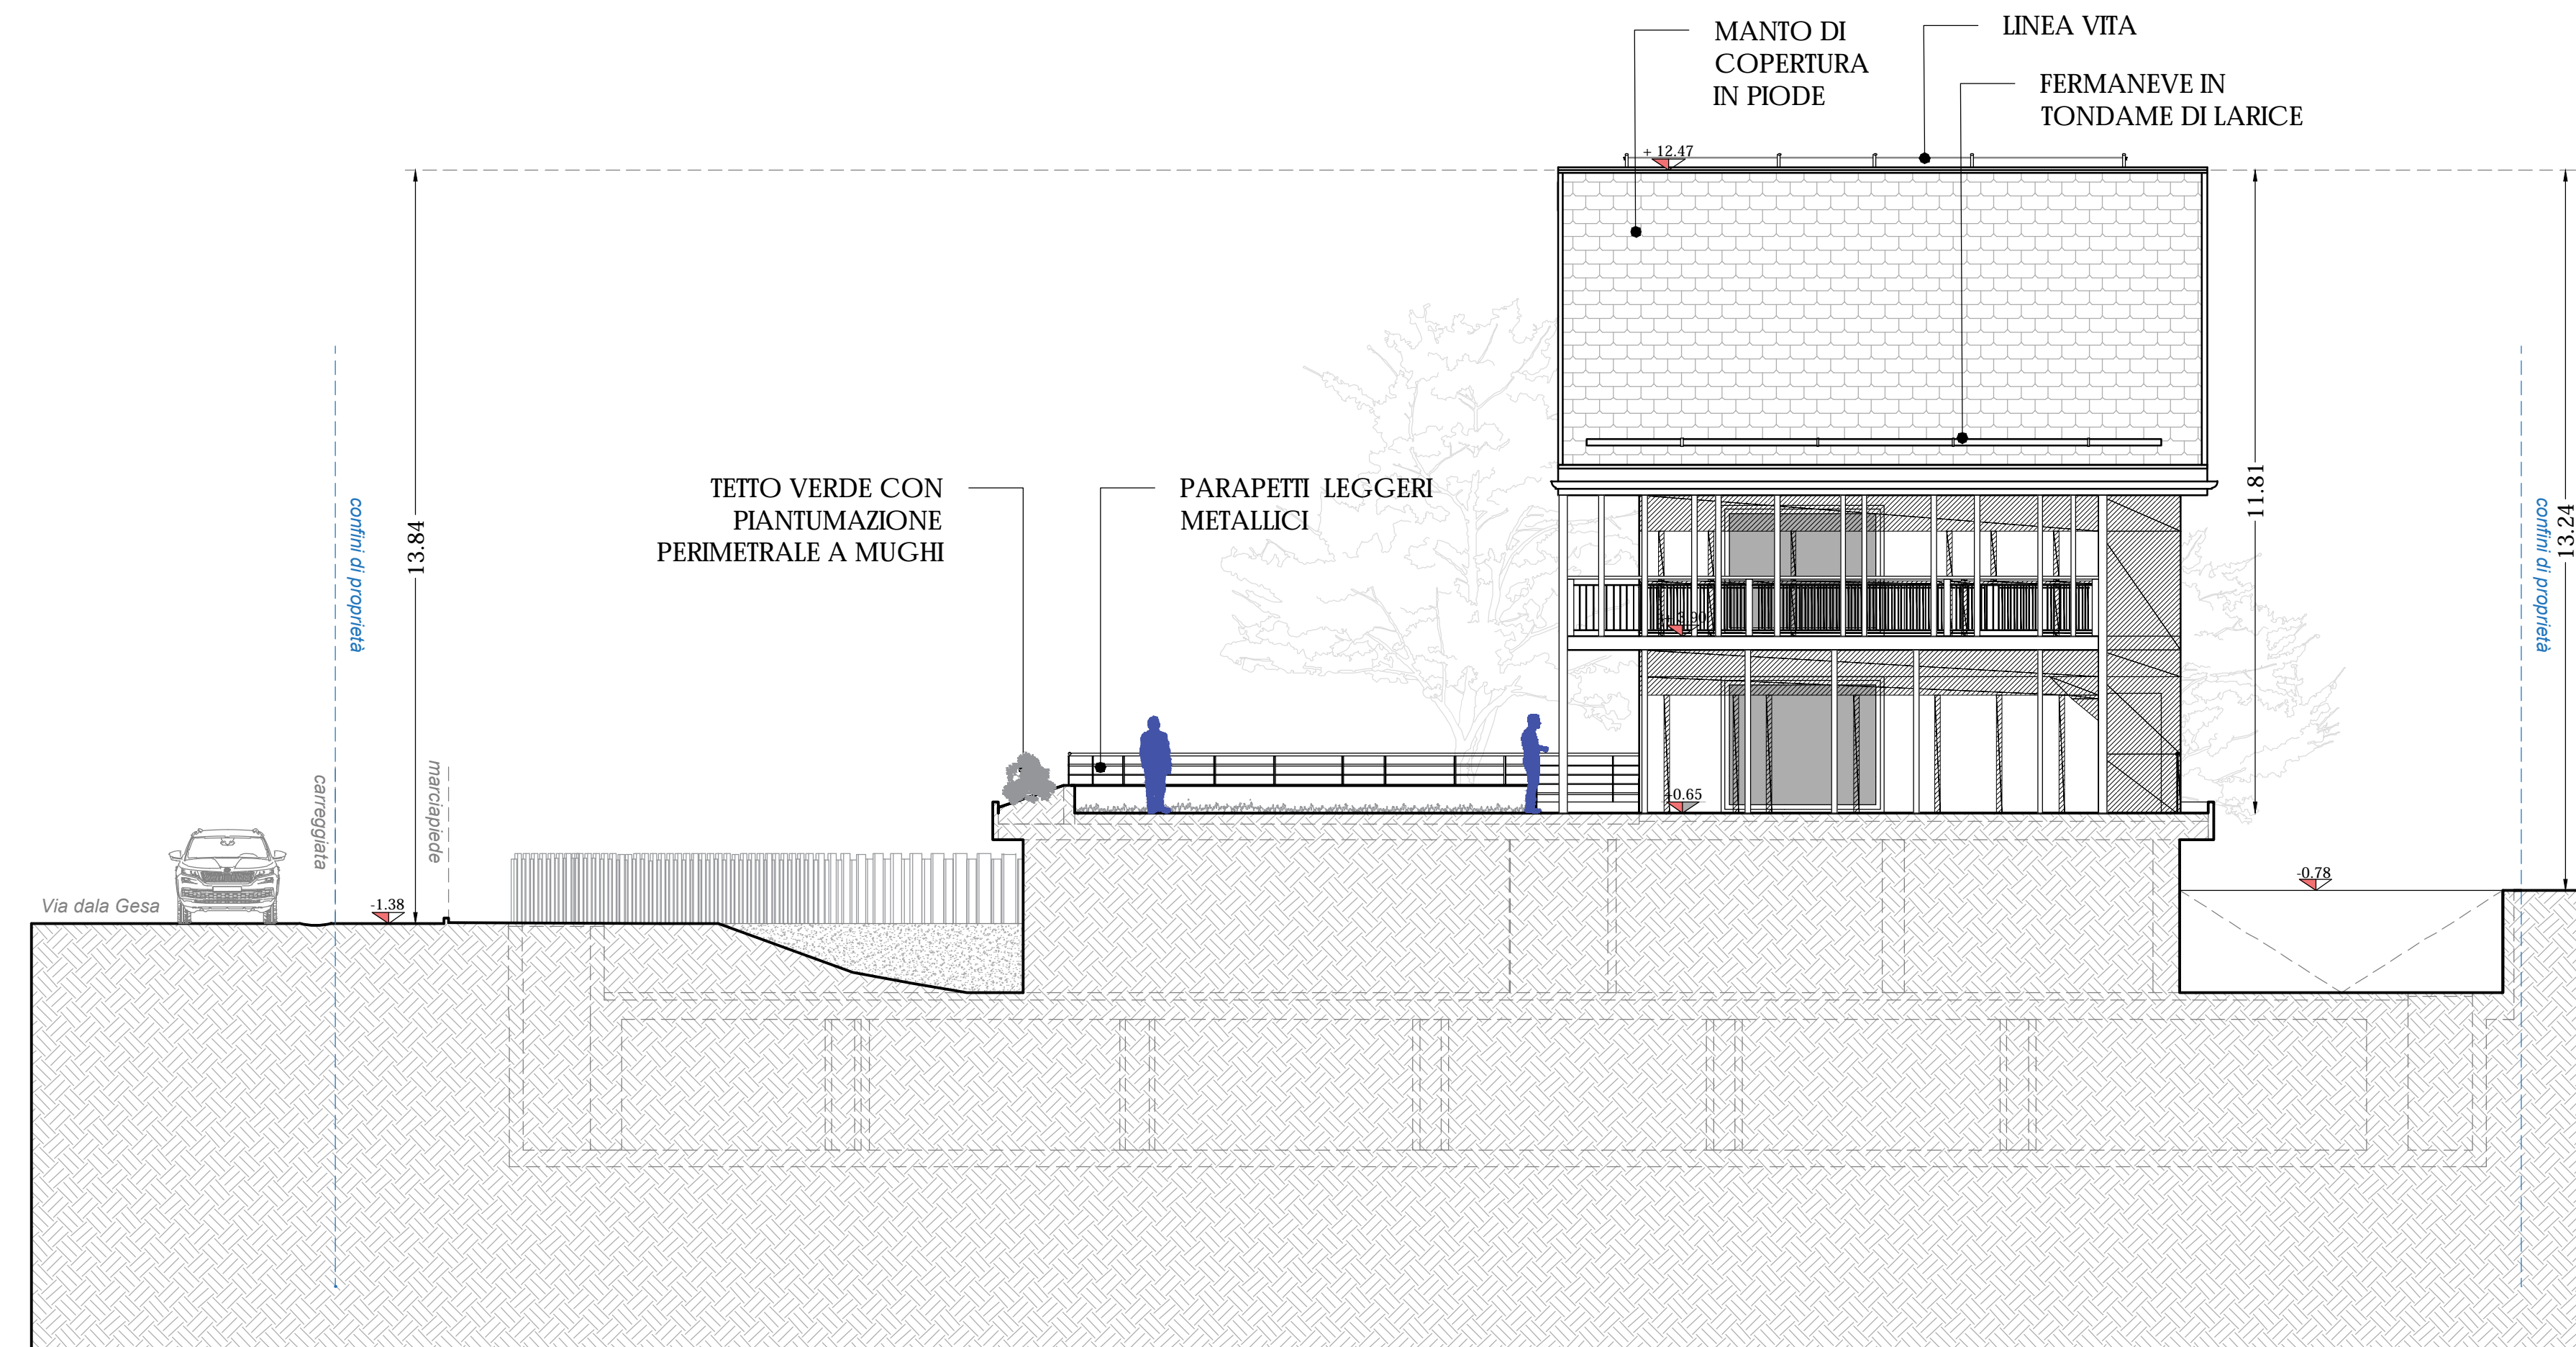 MANTO DI
COPERTURA
IN PIODE
LINEA VITA
FERMANEVE IN
TONDAME DI LARICE
+ 12.47
TETTO VERDE CON
PIANTUMAZIONE
PERIMETRALE A MUGHI
PARAPETTI LEGGERI
METALLICI
confini di proprietà
13.84
11.81
confini di proprietà
13.24
carreggiata
marciapiede
+0.65
Via dala Gesa
-1.38
-0.78